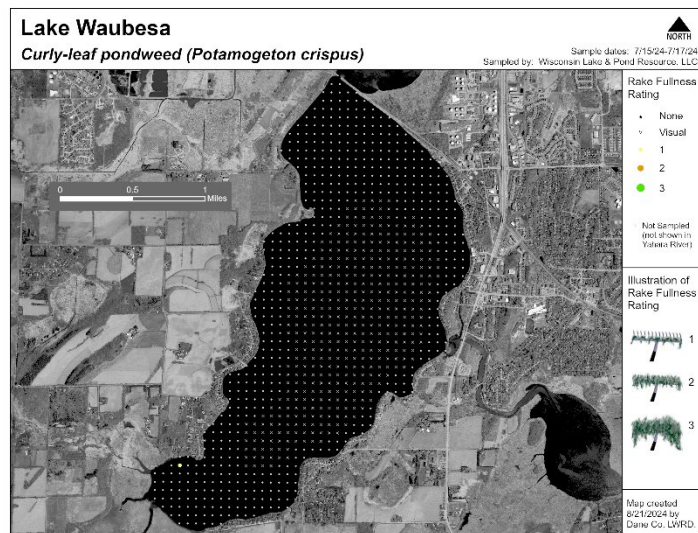 Lake Waubesa
Curly-leaf pondweed (Potamogeton crispus)
NORTH
Sample dates: 7/15/24-7/17/24
Sampled by: Wisconsin Lake & Pond Resource, LLC
0 0.5 1
Miles
Rake Fullness
Rating
None
Visual
1
2
3
Not Sampled
(not shown in
Yahara River)
Illustration of
Rake Fullness
Rating
1
2
3
Map created
8/21/2024 by
Dane Co. LWRD.